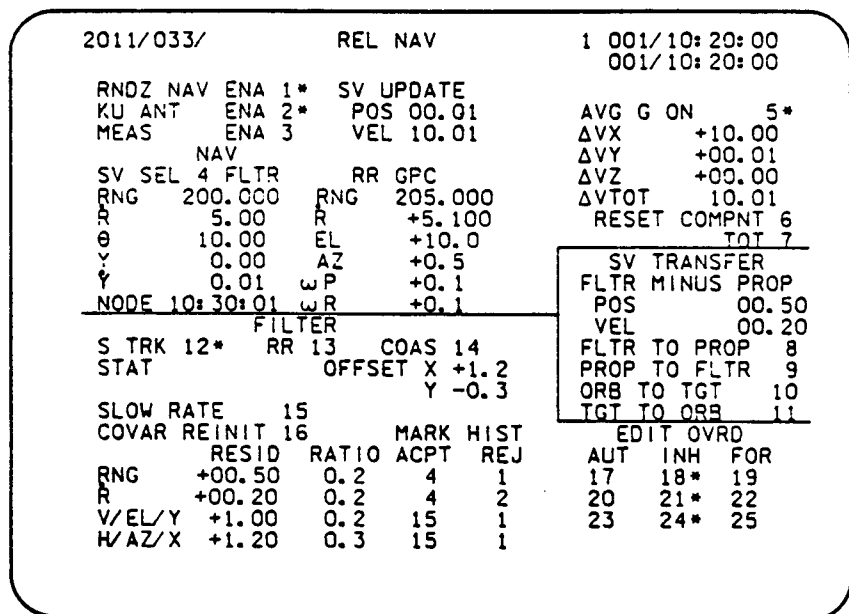 2011/033/ REL NAV 1 001/10:20:00
001/10:20:00
RNDZ NAV ENA 1* SV UPDATE
KU ANT ENA 2* POS 00.01 AVG G ON 5*
MEAS ENA 3 VEL 10.01 ΔVX +10.00
NAV ΔVY +00.01
SV SEL 4 FLTR RR GPC ΔVZ +00.00
RNG 200.000 RNG 205.000 ΔVTOT 10.01
Ṙ 5.00 Ṙ +5.100 RESET COMPNT 6
θ 10.00 EL +10.0 TOT 7
Y 0.00 AZ +0.5 SV TRANSFER
Ẏ 0.01 ωP +0.1 FLTR MINUS PROP
NODE 10:30:01 ωR +0.1 POS 00.50
FILTER VEL 00.20
S TRK 12* RR 13 COAS 14 FLTR TO PROP 8
STAT OFFSET X +1.2 PROP TO FLTR 9
Y -0.3 ORB TO TGT 10
SLOW RATE 15 TGT TO ORB 11
COVAR REINIT 16 MARK HIST EDIT OVRD
RESID RATIO ACPT REJ AUT INH FOR
RNG +00.50 0.2 4 1 17 18* 19
Ṙ +00.20 0.2 4 2 20 21* 22
V/EL/Y +1.00 0.2 15 1 23 24* 25
H/AZ/X +1.20 0.3 15 1